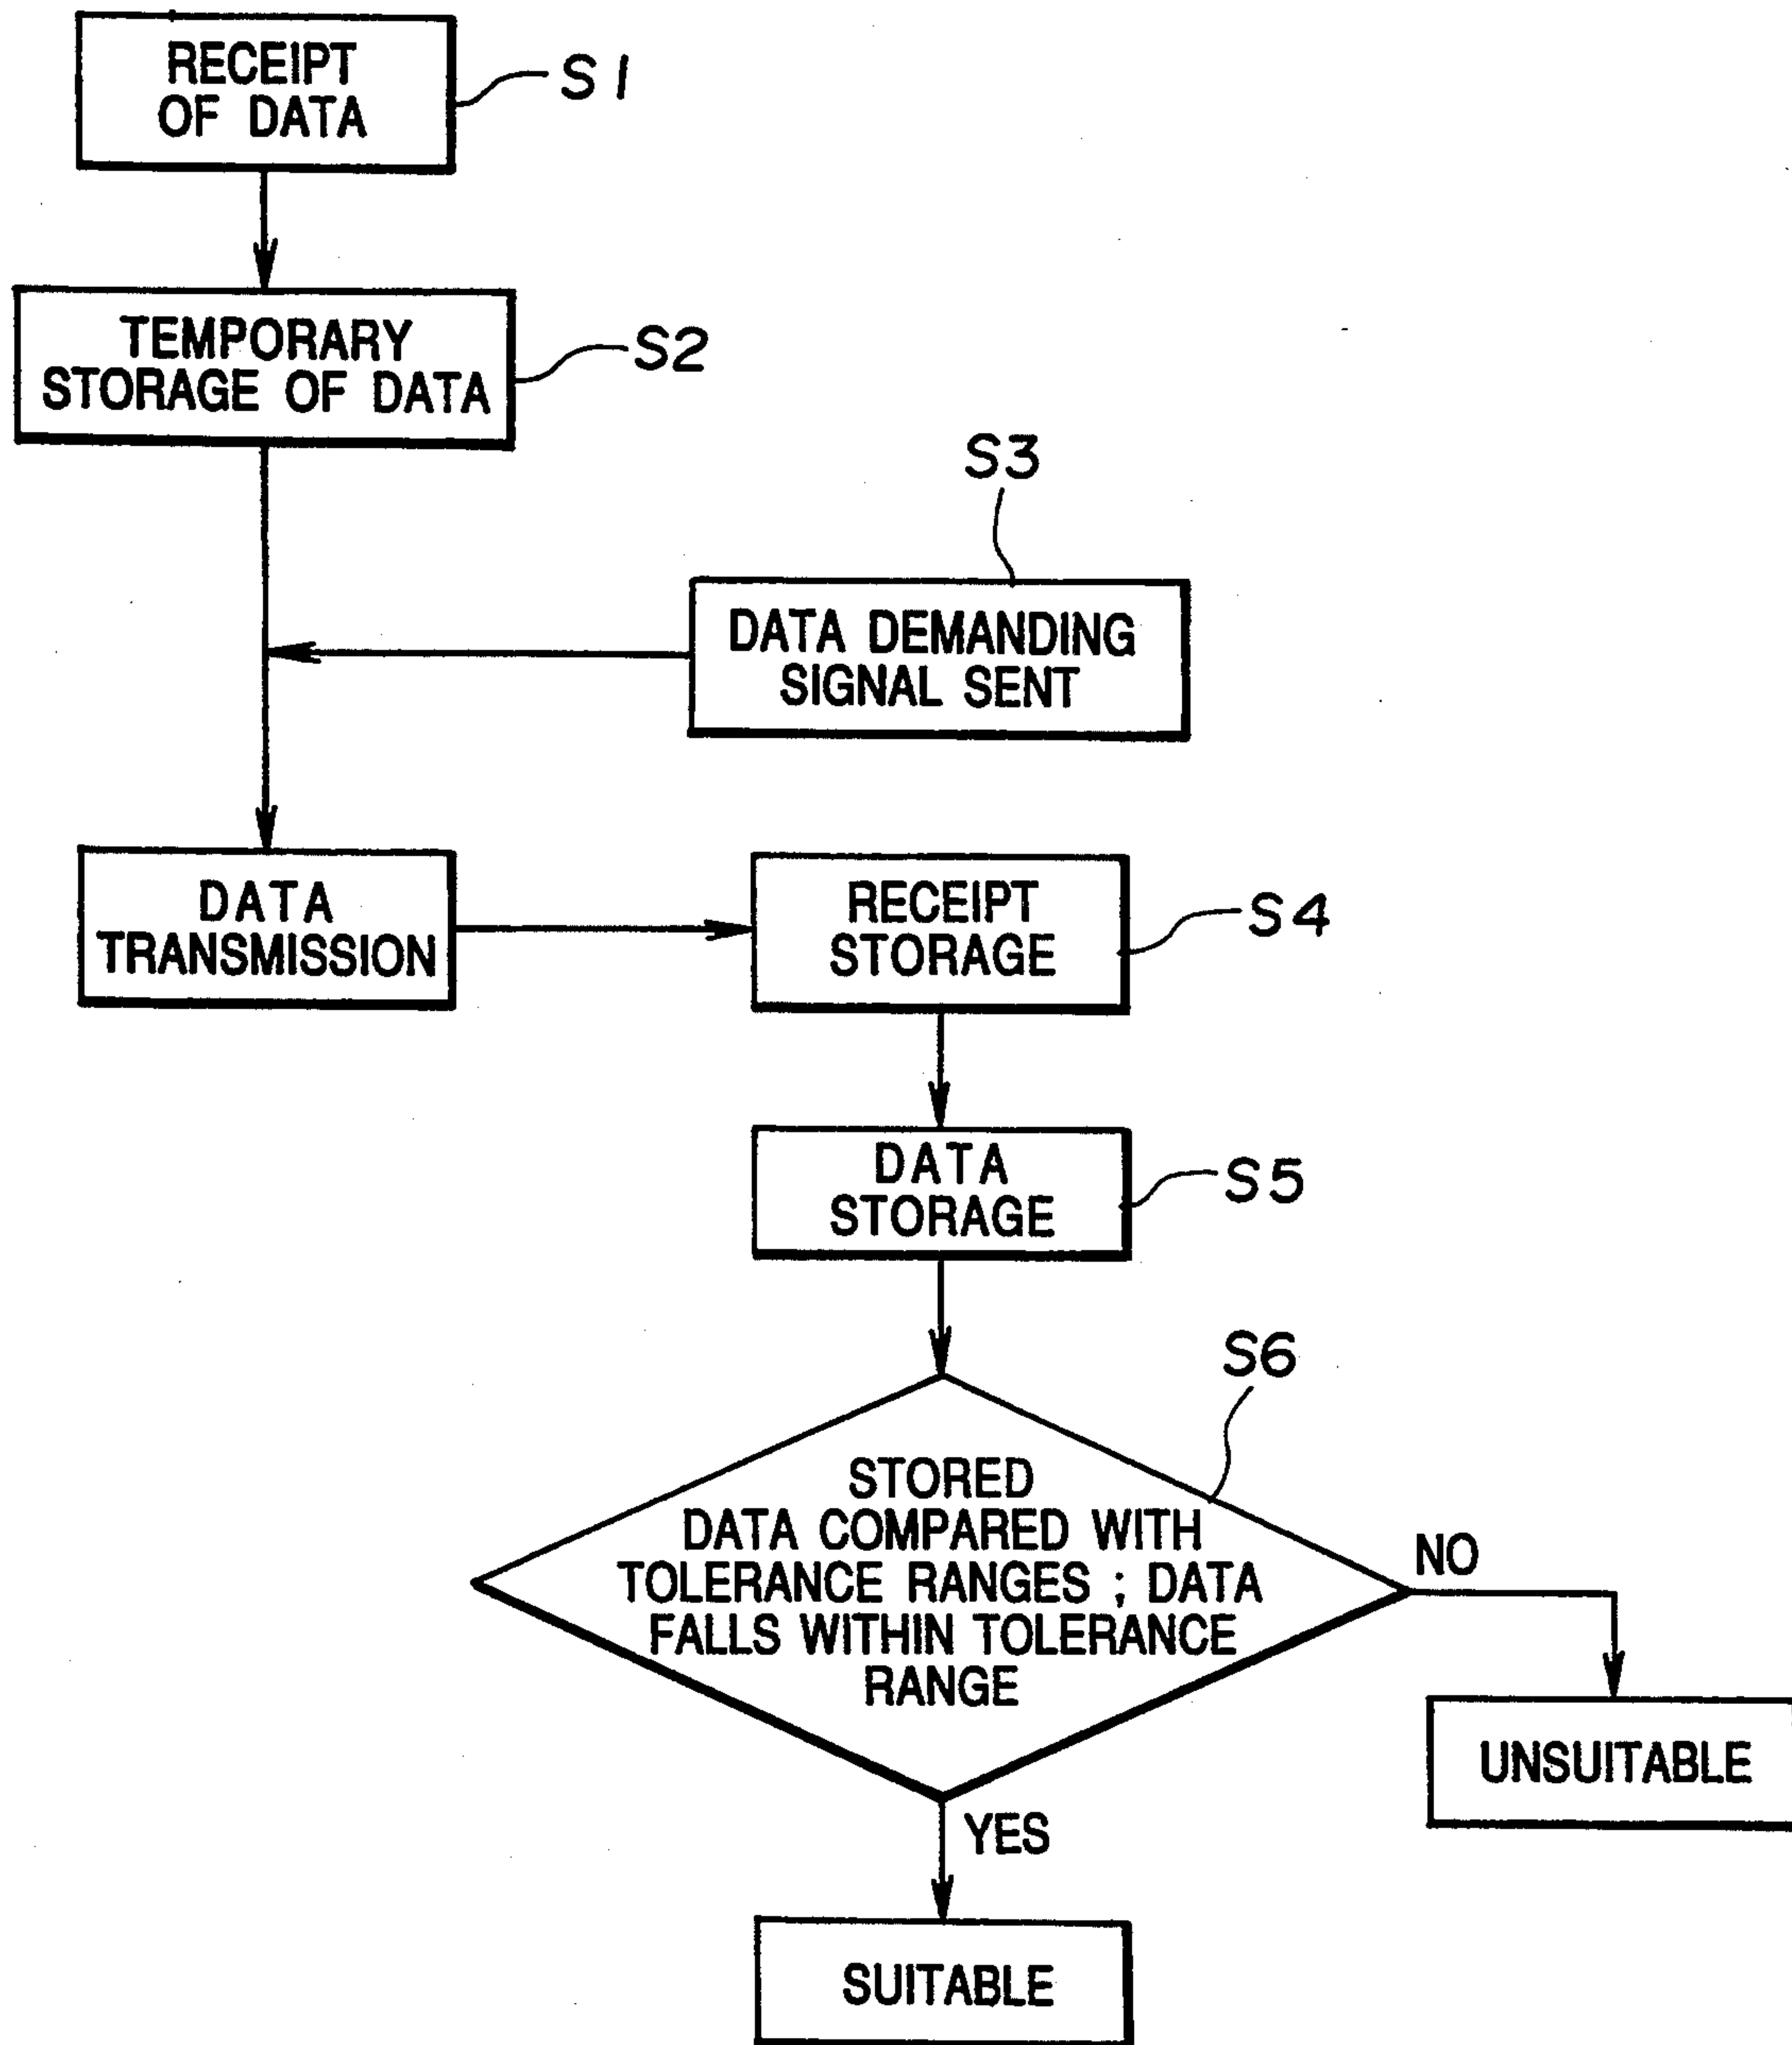 RECEIPT
OF DATA
S1
TEMPORARY
STORAGE OF DATA
S2
S3
DATA DEMANDING
SIGNAL SENT
DATA
TRANSMISSION
RECEIPT
STORAGE
S4
DATA
STORAGE
S5
S6
STORED
DATA COMPARED WITH
TOLERANCE RANGES ; DATA
FALLS WITHIN TOLERANCE
RANGE
NO
UNSUITABLE
YES
SUITABLE